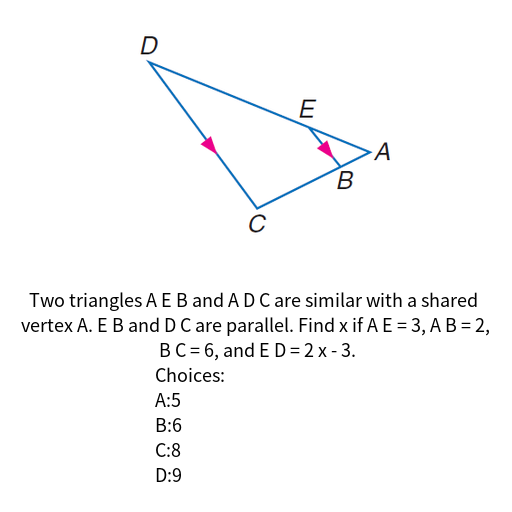 D
E
A
B
C
Two triangles A E B and A D C are similar with a shared
vertex A. E B and D C are parallel. Find x if A E = 3, A B = 2,
B C = 6, and E D = 2 x - 3.
Choices:
A:5
B:6
C:8
D:9